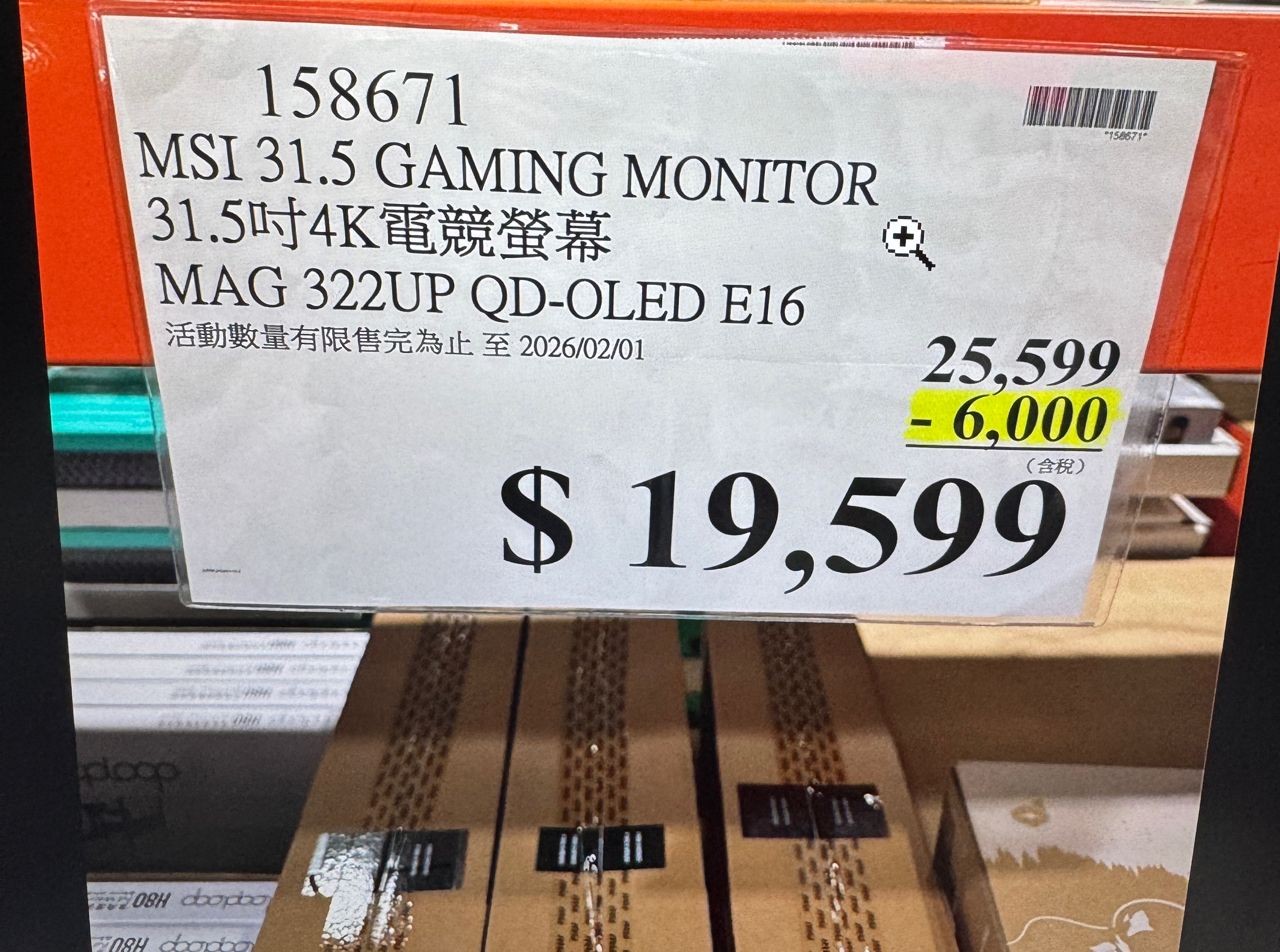 158671
*158671*
MSI 31.5 GAMING MONITOR
31.5吋4K電競螢幕
MAG 322UP QD-OLED E16
活動數量有限售完為止 至 2026/02/01
25,599
- 6,000
(含稅)
$ 19,599
H80
H80